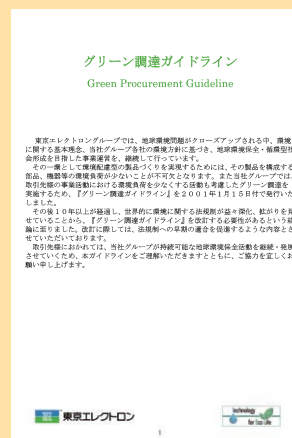 グリーン調達ガイドライン
Green Procurement Guideline
東京エレクトロングループでは、地球環境問題がクローズアップされる中、環境
に関する基本理念、当社グループ各社の環境方針に基づき、地球環境保全・循環型社
会形成を目指した事業運営を、継続して行っています。
その一環として環境配慮型の製品づくりを実現するためには、その製品を構成する
部品、機器等の環境負荷が少ないことが不可欠となります。また当社グループでは
取引先様の事業活動における環境負荷を少なくする活動も考慮したグリーン調達を
実施するため、『グリーン調達ガイドライン』を２００１年１月１５日付で発行いた
しました。
その後１０年以上が経過し、世界的に環境に関する法規制が益々深化、拡がりを見
せていることから、『グリーン調達ガイドライン』を改訂する必要性があるという結
論に至りました。改訂に際しては、法規制への早期の適合を促進するような内容とさ
せていただいております。
取引先様におかれては、当社グループが持続可能な地球環境保全活動を継続・発展
させていくため、本ガイドラインをご理解いただきますとともに、ご協力を宜しくお
願い申し上げます。
東京エレクトロン
technology
for Eco Life
1